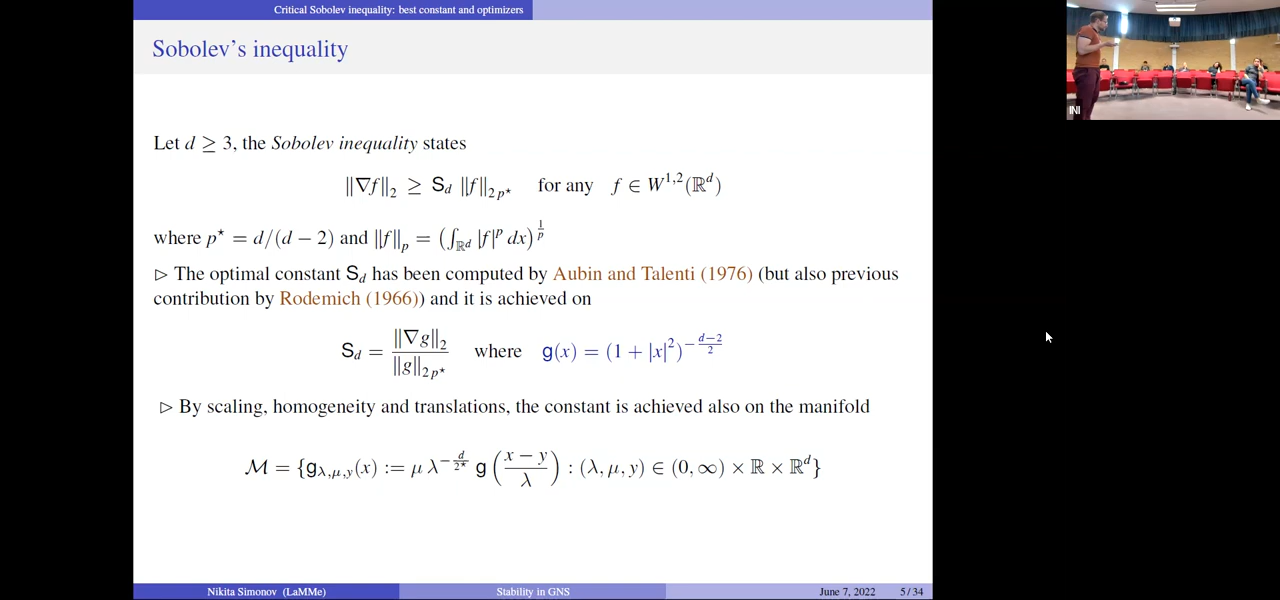 Critical Sobolev inequality: best constant and optimizers
Sobolev's inequality
INI
Let d ≥ 3, the Sobolev inequality states
‖∇f‖₂ ≥ S_d ‖f‖_{2p⋆} for any f ∈ W^{1,2}(ℝ^d)
where p⋆ = d/(d − 2) and ‖f‖_p = (∫_{ℝ^d} |f|^p dx)^{1/p}
▷ The optimal constant S_d has been computed by Aubin and Talenti (1976) (but also previous
contribution by Rodemich (1966)) and it is achieved on
S_d = ‖∇g‖₂ / ‖g‖_{2p⋆} where g(x) = (1 + |x|²)^{−(d−2)/2}
▷ By scaling, homogeneity and translations, the constant is achieved also on the manifold
ℳ = {g_{λ,μ,y}(x) := μ λ^{−d/2⋆} g((x − y)/λ) : (λ, μ, y) ∈ (0, ∞) × ℝ × ℝ^d}
Nikita Simonov (LaMMe) Stability in GNS June 7, 2022 5 / 34